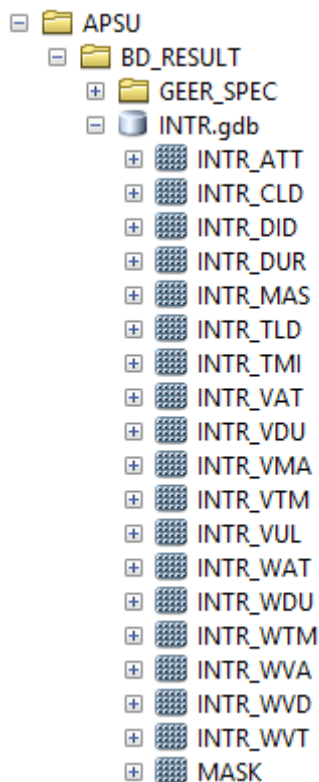 APSU
BD_RESULT
GEER_SPEC
INTR.gdb
INTR_ATT
INTR_CLD
INTR_DID
INTR_DUR
INTR_MAS
INTR_TLD
INTR_TMI
INTR_VAT
INTR_VDU
INTR_VMA
INTR_VTM
INTR_VUL
INTR_WAT
INTR_WDU
INTR_WTM
INTR_WVA
INTR_WVD
INTR_WVT
MASK